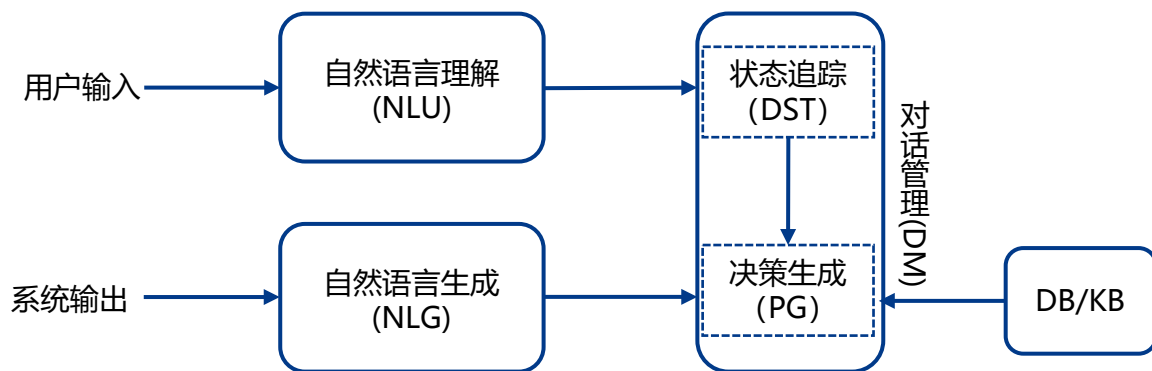 用户输入
自然语言理解
(NLU)
状态追踪
(DST)
对话管理(DM)
系统输出
自然语言生成
(NLG)
决策生成
(PG)
DB/KB